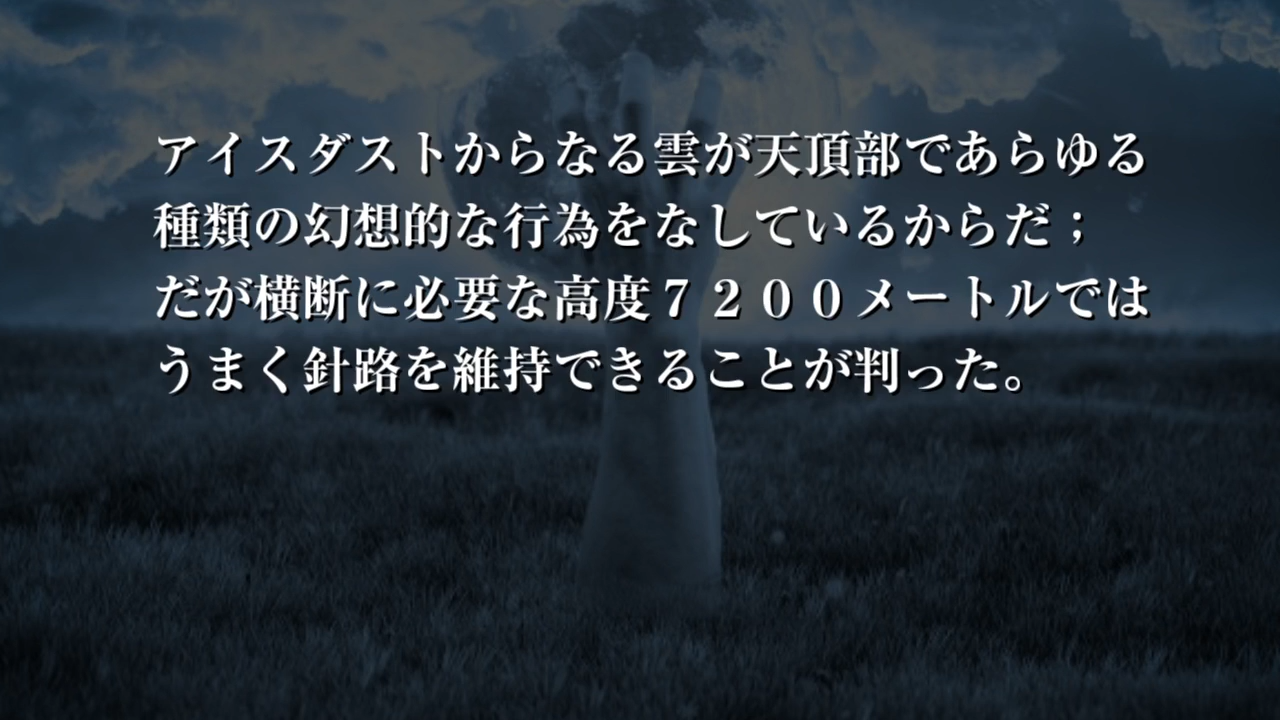 アイスダストからなる雲が天頂部であらゆる
種類の幻想的な行為をなしているからだ；
だが横断に必要な高度７２００メートルでは
うまく針路を維持できることが判った。